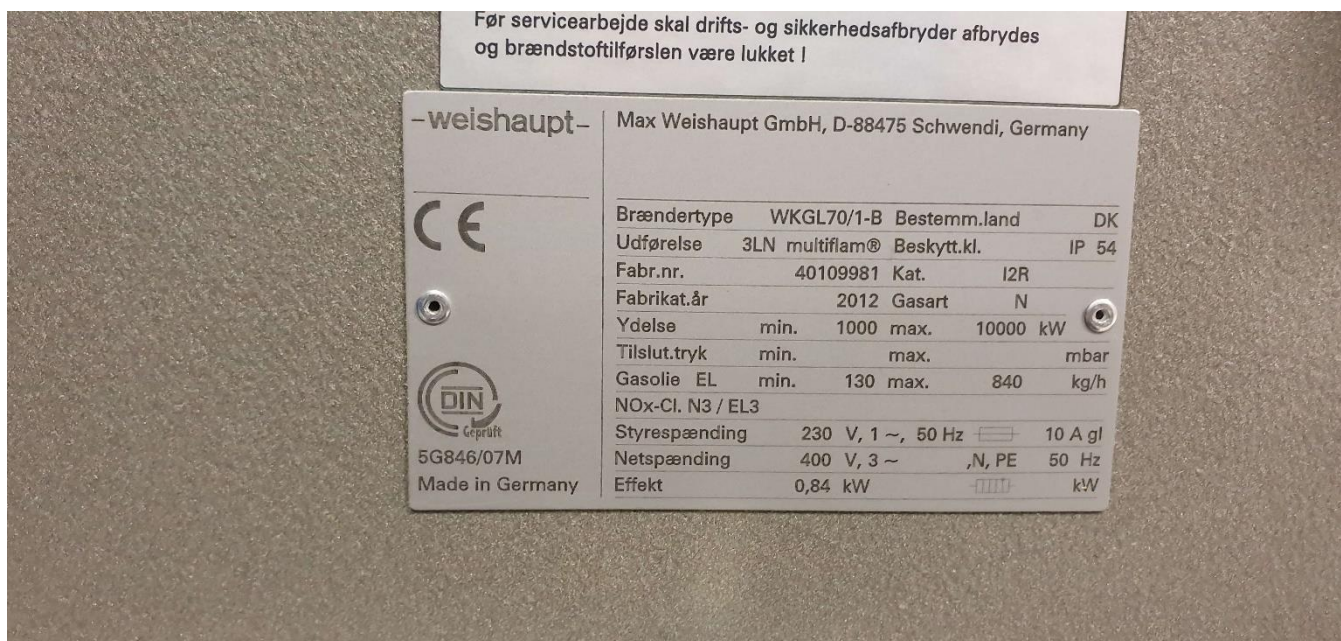 Før servicearbejde skal drifts- og sikkerhedsafbryder afbrydes
og brændstoftilførslen være lukket !
-weishaupt-
Max Weishaupt GmbH, D-88475 Schwendi, Germany
CE
Brændertype WKGL70/1-B Bestemm.land DK
Udførelse 3LN multiflam® Beskytt.kl. IP 54
Fabr.nr. 40109981 Kat. I2R
Fabrikat.år 2012 Gasart N
Ydelse min. 1000 max. 10000 kW
Tilslut.tryk min. max. mbar
Gasolie EL min. 130 max. 840 kg/h
NOx-Cl. N3 / EL3
Styrespænding 230 V, 1 ~, 50 Hz 10 A gl
Netspænding 400 V, 3 ~ ,N, PE 50 Hz
Effekt 0,84 kW kW
DIN
Geprüft
5G846/07M
Made in Germany